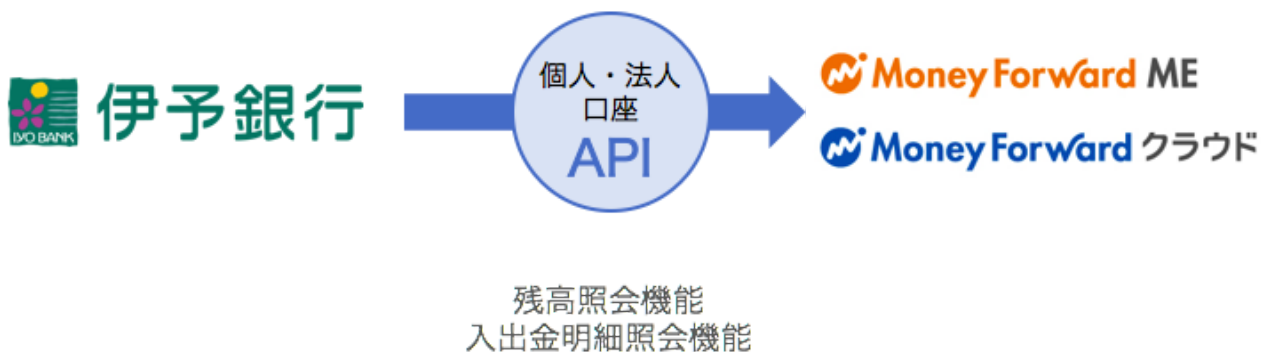 IYO BANK
伊予銀行
個人・法人
口座
API
Money Forward ME
Money Forward クラウド
残高照会機能
入出金明細照会機能